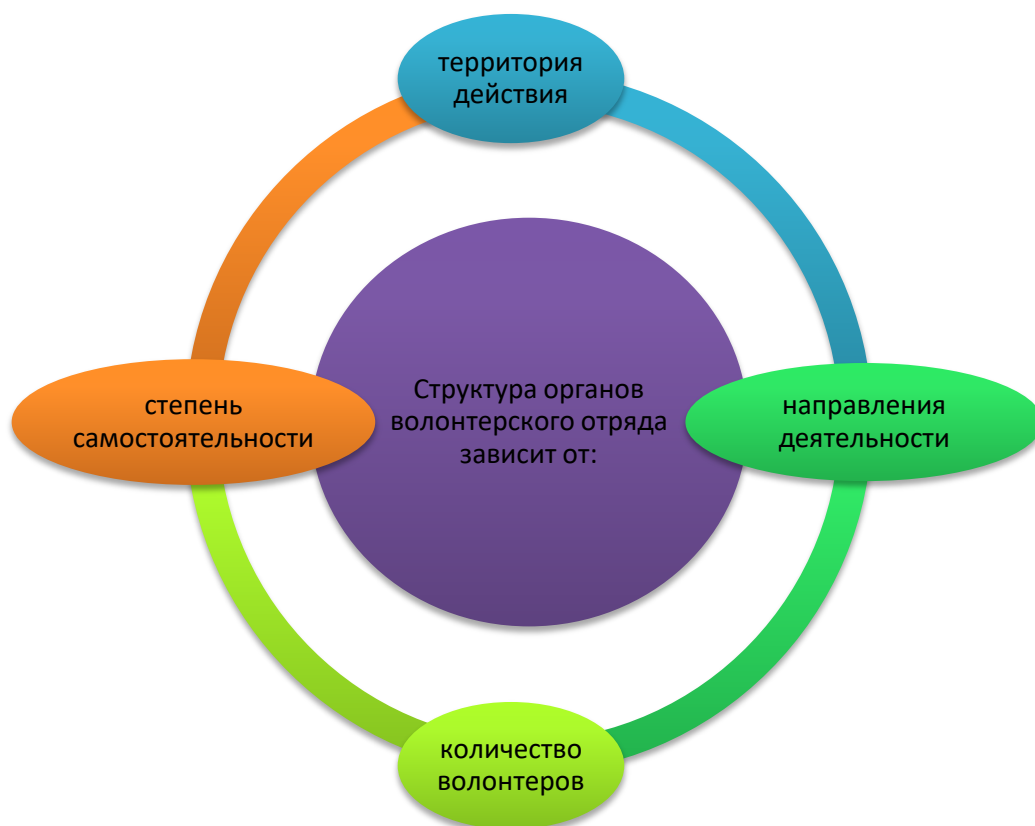 территория
действия
степень
самостоятельности
Структура органов
волонтерского отряда
зависит от:
направления
деятельности
количество
волонтеров